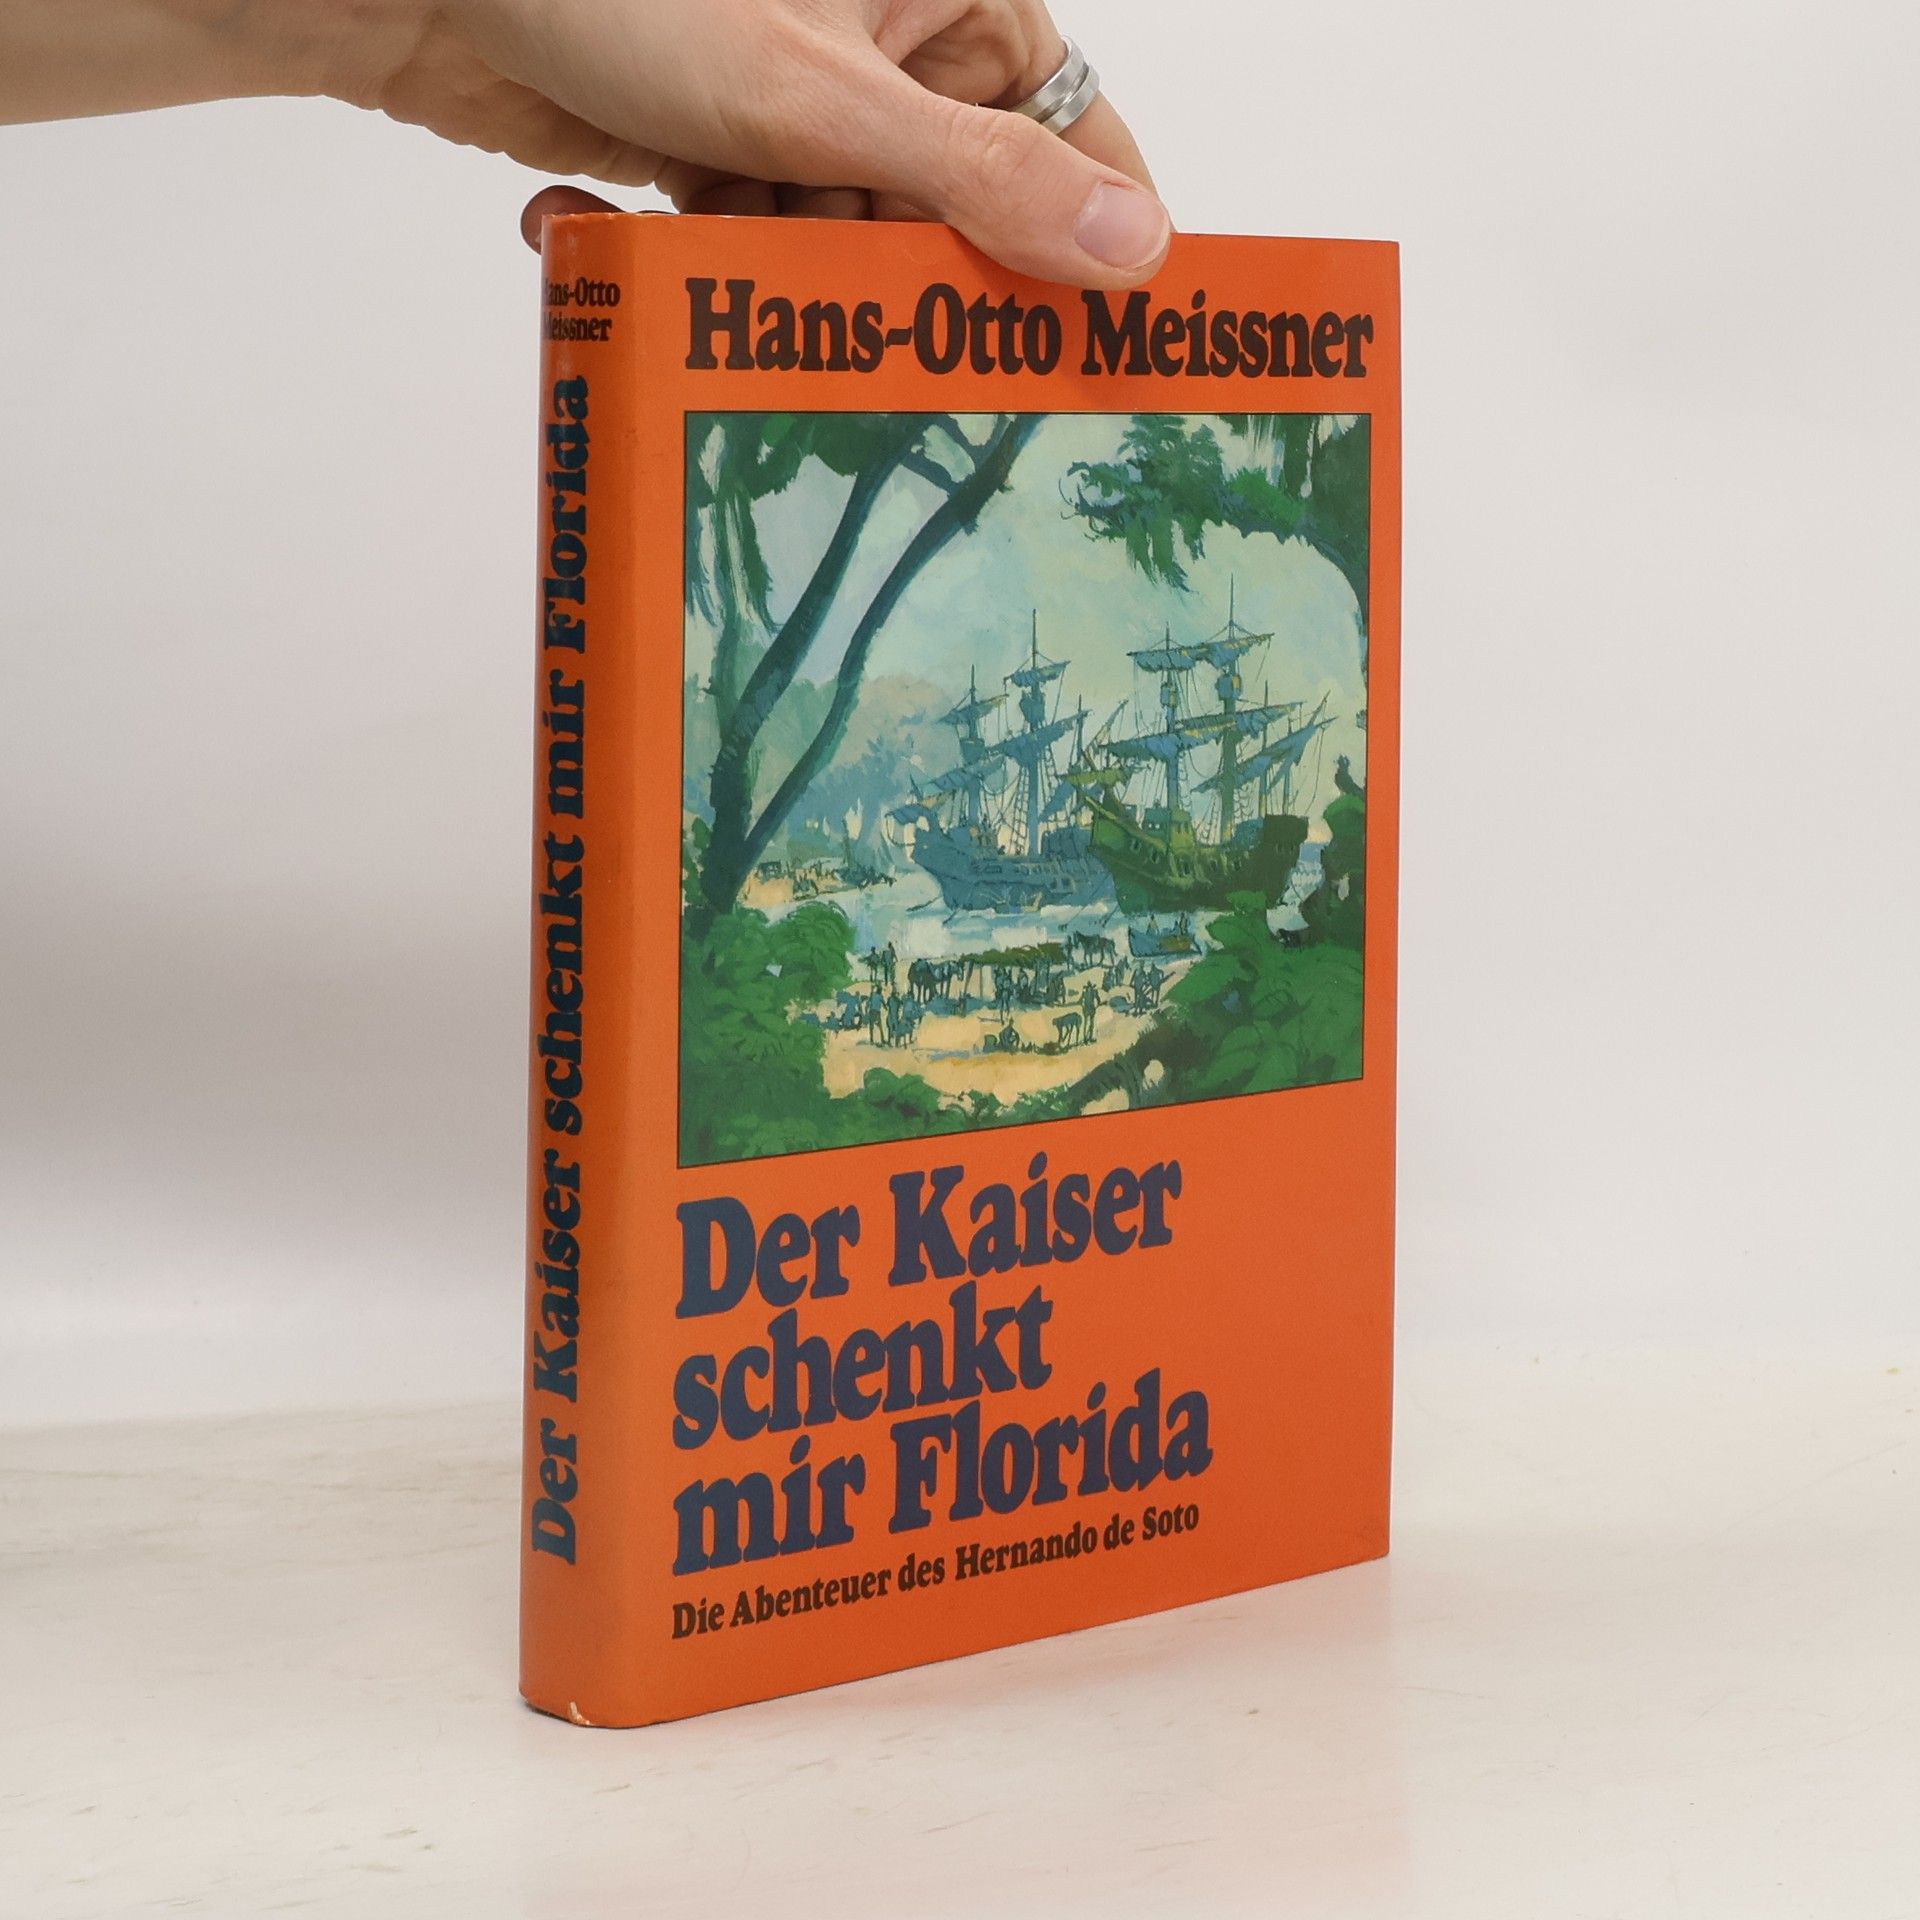 Hans-Otto
Meissner
Der Kaiser schenkt mir Florida
Hans-Otto Meissner
Der Kaiser
schenkt
mir Florida
Die Abenteuer des Hernando de Soto